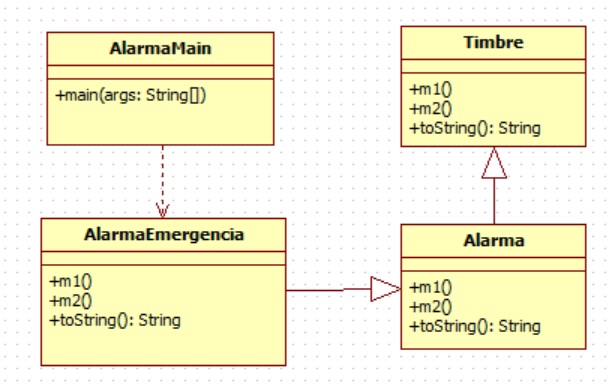 AlarmaMain
+main(args: String[])
Timbre
+m1()
+m2()
+toString(): String
AlarmaEmergencia
+m1()
+m2()
+toString(): String
Alarma
+m1()
+m2()
+toString(): String